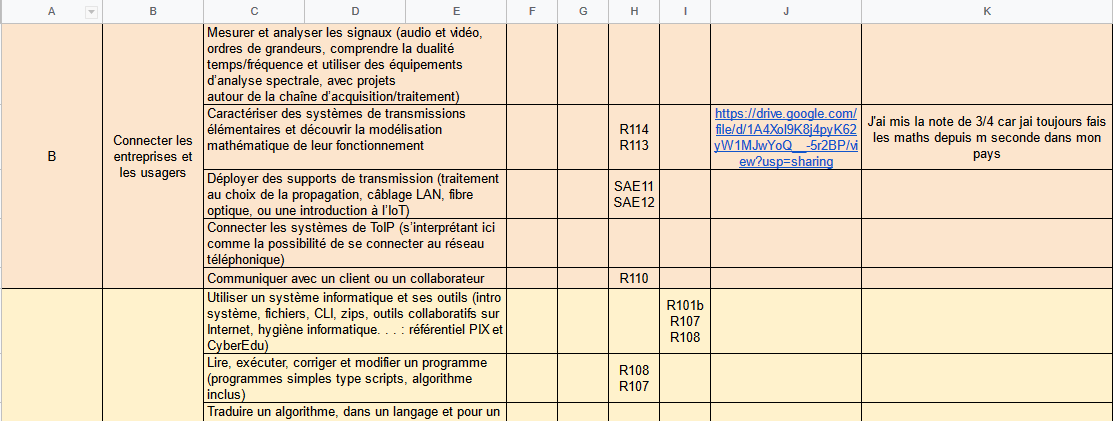 A B C D E F G H I J K
Mesurer et analyser les signaux (audio et vidéo,
ordres de grandeurs, comprendre la dualité
temps/fréquence et utiliser des équipements
d'analyse spectrale, avec projets
autour de la chaîne d'acquisition/traitement)
B
Connecter les
entreprises et
les usagers
Caractériser des systèmes de transmissions
élémentaires et découvrir la modélisation
mathématique de leur fonctionnement
R114
R113
https://drive.google.com/
file/d/1A4Xol9K8j4pyK62
yW1MJwYoQ__-5r2BP/vi
ew?usp=sharing
J'ai mis la note de 3/4 car jai toujours fais
les maths depuis m seconde dans mon
pays
Déployer des supports de transmission (traitement
au choix de la propagation, câblage LAN, fibre
optique, ou une introduction à l'IoT)
SAE11
SAE12
Connecter les systèmes de ToIP (s'interprétant ici
comme la possibilité de se connecter au réseau
téléphonique)
Communiquer avec un client ou un collaborateur
R110
Utiliser un système informatique et ses outils (intro
système, fichiers, CLI, zips, outils collaboratifs sur
Internet, hygiène informatique. . . : référentiel PIX et
CyberEdu)
R101b
R107
R108
Lire, exécuter, corriger et modifier un programme
(programmes simples type scripts, algorithme
inclus)
R108
R107
Traduire un algorithme, dans un langage et pour un